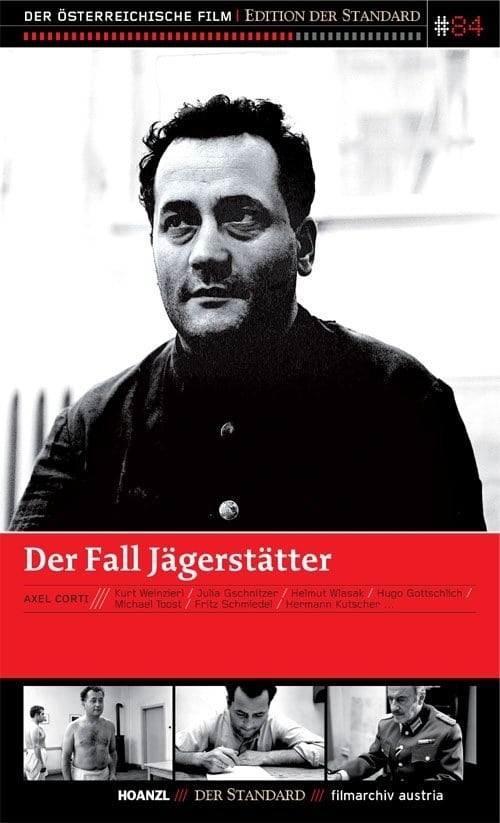 DER ÖSTERREICHISCHE FILM | EDITION DER STANDARD #84
Der Fall Jägerstätter
AXEL CORTI /// Kurt Weinzierl / Julia Gschnitzer / Helmut Wlasak / Hugo Gottschlich /
Michael Toost / Fritz Schmiedel / Hermann Kutscher ...
HOANZL /// DER STANDARD /// filmarchiv austria